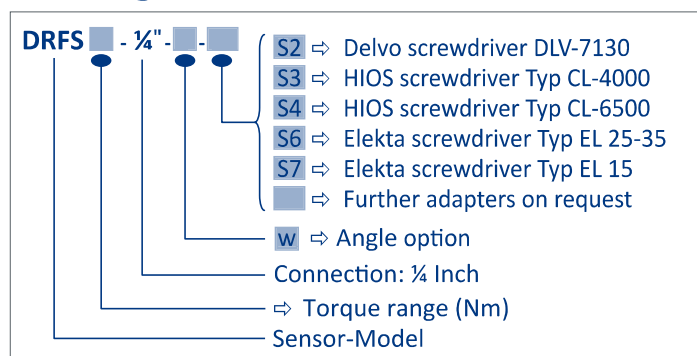 DRFS - ¼" - -
S2 ⇨ Delvo screwdriver DLV-7130
S3 ⇨ HIOS screwdriver Typ CL-4000
S4 ⇨ HIOS screwdriver Typ CL-6500
S6 ⇨ Elekta screwdriver Typ EL 25-35
S7 ⇨ Elekta screwdriver Typ EL 15
⇨ Further adapters on request
w ⇨ Angle option
Connection: ¼ Inch
⇨ Torque range (Nm)
Sensor-Model